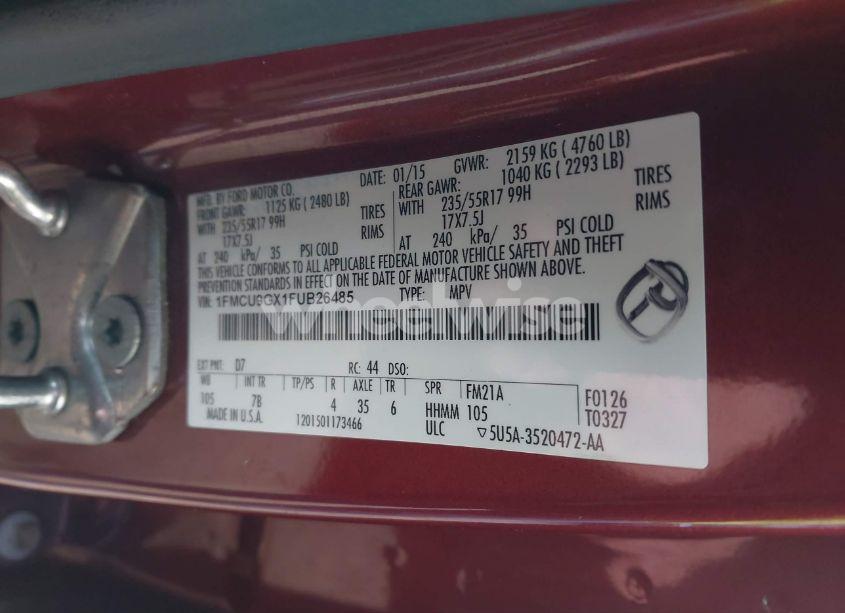 MFD. BY FORD MOTOR CO.
DATE: 01/15 GVWR: 2159 KG ( 4760 LB)
FRONT GAWR: 1125 KG ( 2480 LB) REAR GAWR: 1040 KG ( 2293 LB)
WITH 235/55R17 99H TIRES WITH 235/55R17 99H TIRES
17X7.5J RIMS 17X7.5J RIMS
AT 240 kPa/ 35 PSI COLD AT 240 kPa/ 35 PSI COLD
THIS VEHICLE CONFORMS TO ALL APPLICABLE FEDERAL MOTOR VEHICLE SAFETY AND THEFT
PREVENTION STANDARDS IN EFFECT ON THE DATE OF MANUFACTURE SHOWN ABOVE.
VIN: 1FMCU9GX1FUB26485 TYPE: MPV
wheelwise
EXT PNT: D7 RC: 44 DSO:
WB INT TR TP/PS R AXLE TR SPR FM21A F0126
105 7B 4 35 6 HHMM 105 T0327
MADE IN U.S.A. 1201501173466 ULC ▽5U5A-3520472-AA